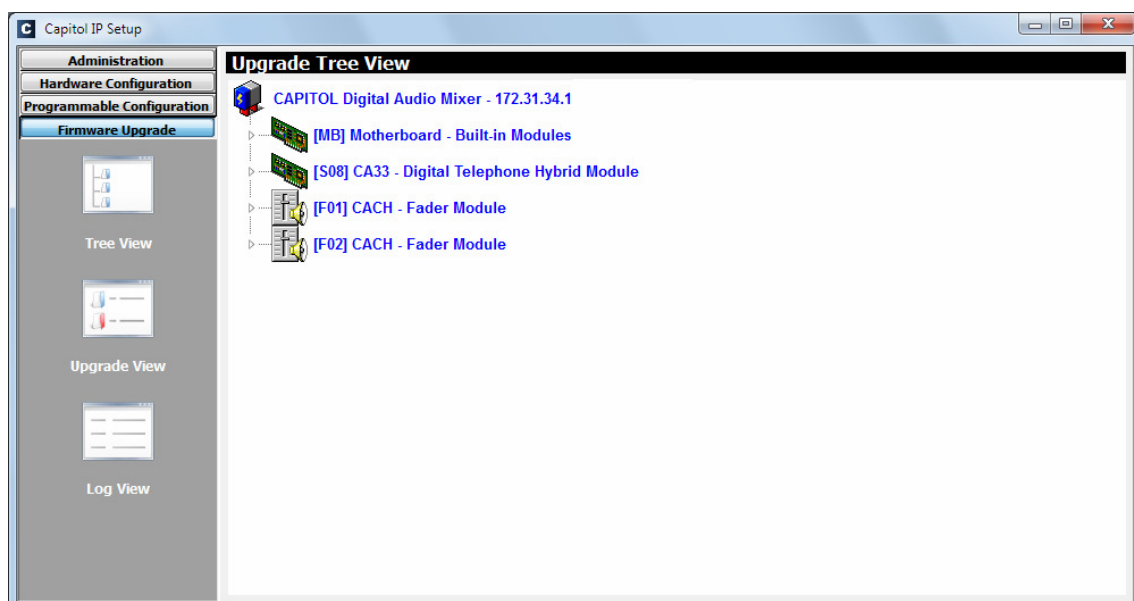 Capitol IP Setup
Administration
Hardware Configuration
Programmable Configuration
Firmware Upgrade
Tree View
Upgrade View
Log View
Upgrade Tree View
CAPITOL Digital Audio Mixer - 172.31.34.1
[MB] Motherboard - Built-in Modules
[S08] CA33 - Digital Telephone Hybrid Module
[F01] CACH - Fader Module
[F02] CACH - Fader Module